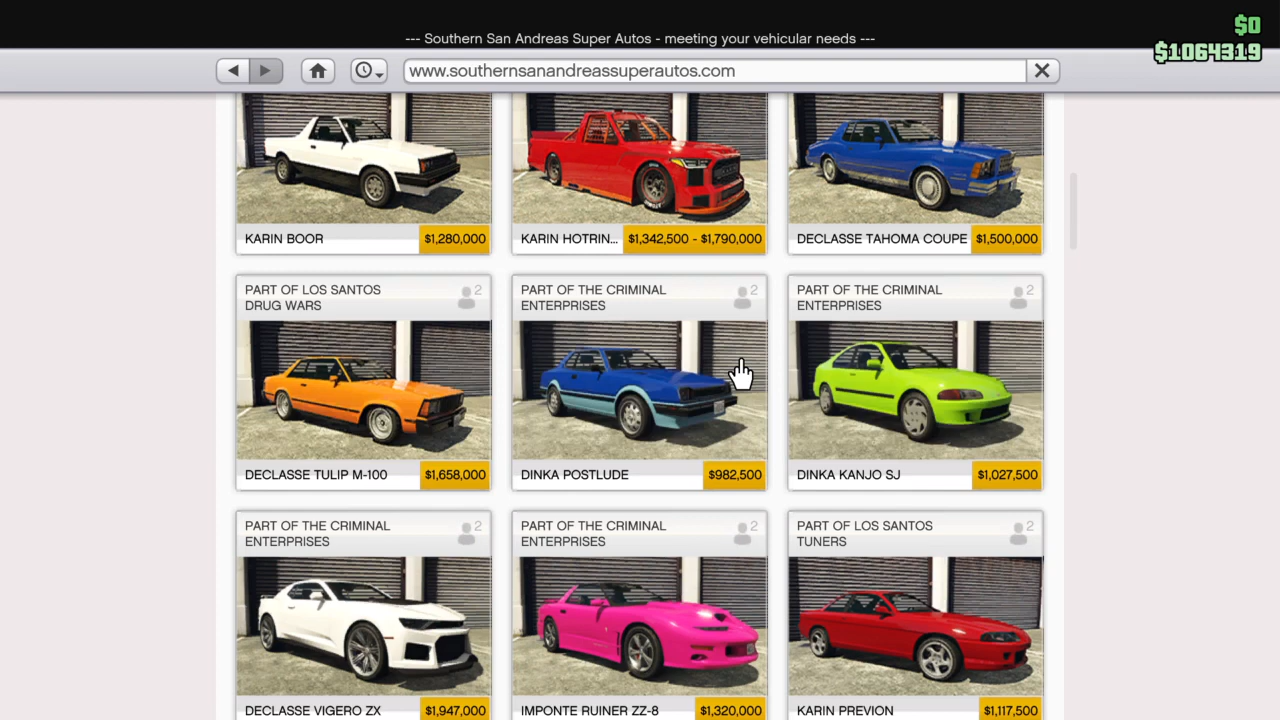 $0
--- Southern San Andreas Super Autos - meeting your vehicular needs ---
$1064319
www.southernsanandreassuperautos.com
KARIN BOOR
$1,280,000
KARIN HOTRIN...
$1,342,500 - $1,790,000
DECLASSE TAHOMA COUPE
$1,500,000
PART OF LOS SANTOS
DRUG WARS
2
PART OF THE CRIMINAL
ENTERPRISES
2
PART OF THE CRIMINAL
ENTERPRISES
2
DECLASSE TULIP M-100
$1,658,000
DINKA POSTLUDE
$982,500
DINKA KANJO SJ
$1,027,500
PART OF THE CRIMINAL
ENTERPRISES
2
PART OF THE CRIMINAL
ENTERPRISES
2
PART OF LOS SANTOS
TUNERS
2
DECLASSE VIGERO ZX
$1,947,000
IMPONTE RUINER ZZ-8
$1,320,000
KARIN PREVION
$1,117,500